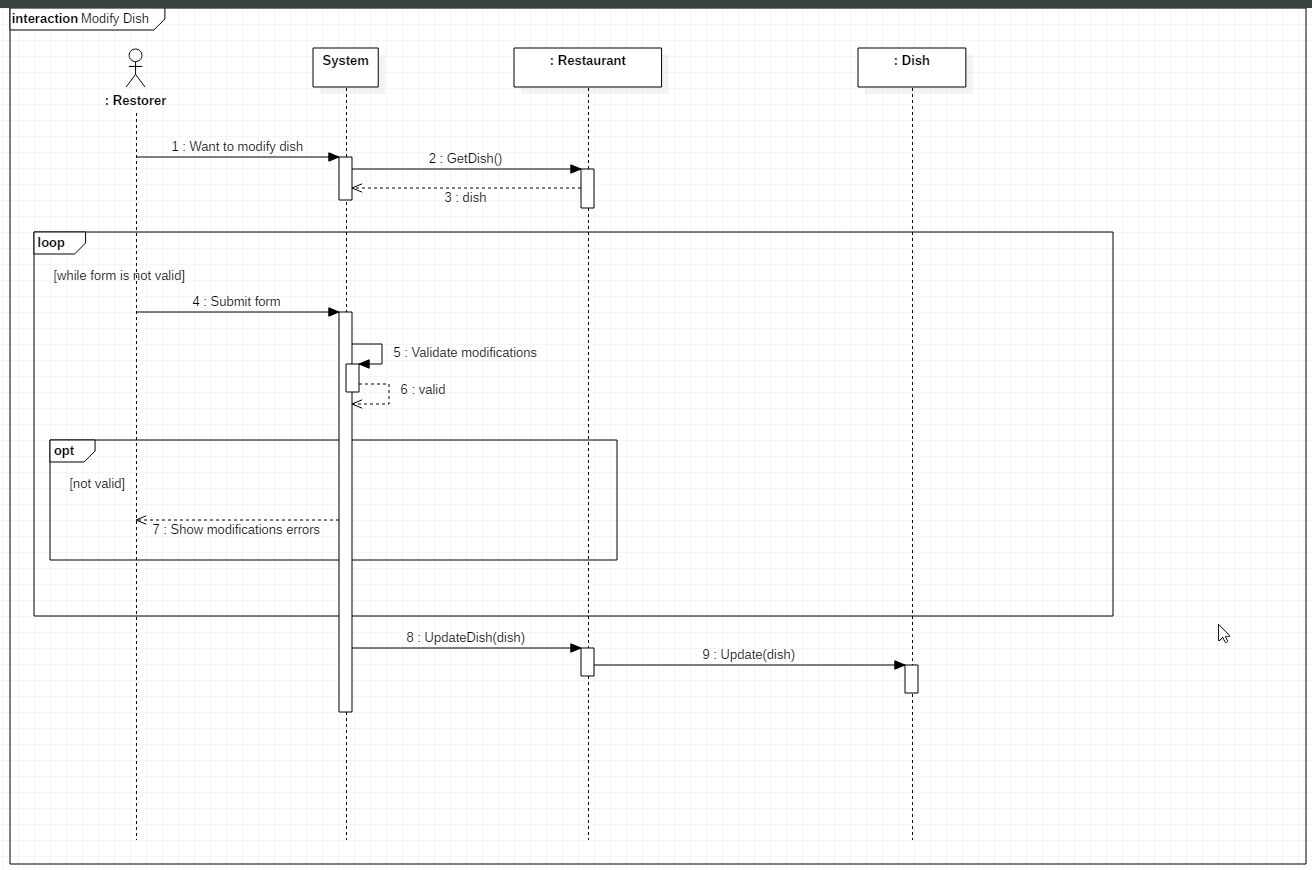 interaction Modify Dish
System
: Restaurant
: Dish
: Restorer
1 : Want to modify dish
2 : GetDish()
3 : dish
loop
[while form is not valid]
4 : Submit form
5 : Validate modifications
6 : valid
opt
[not valid]
7 : Show modifications errors
8 : UpdateDish(dish)
9 : Update(dish)